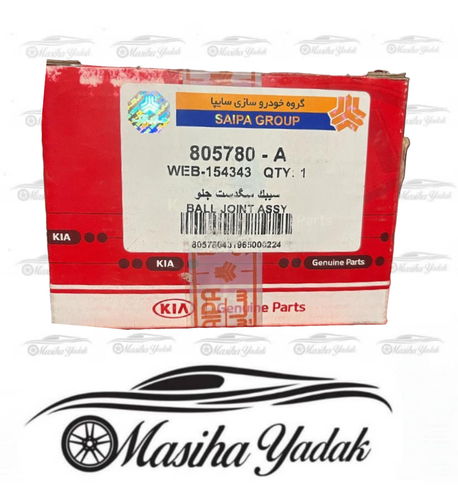 گروه خودرو سازی سایپا
SAIPA GROUP
805780 - A
WEB-154343 QTY: 1
سیبک سگدست جلو
BALL JOINT ASSY
KIA
KIA
Genuine Parts
KIA Genuine Parts
Masiha Yadak